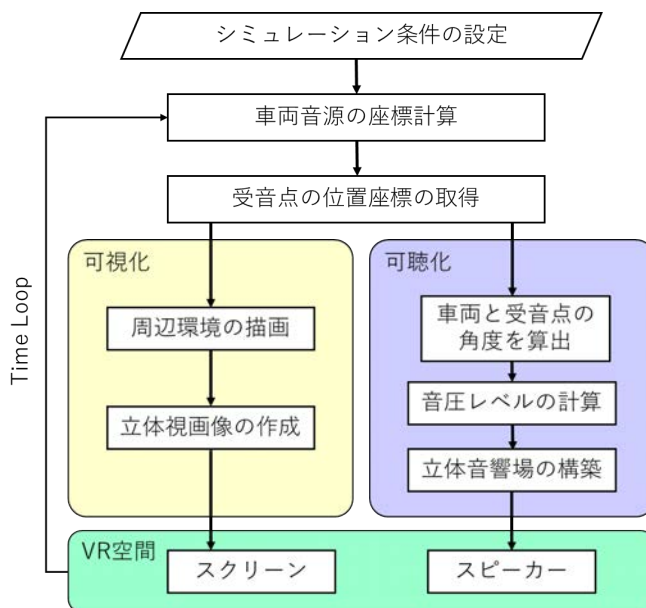 シミュレーション条件の設定
車両音源の座標計算
受音点の位置座標の取得
可視化
周辺環境の描画
立体視画像の作成
可聴化
車両と受音点の
角度を算出
音圧レベルの計算
立体音響場の構築
Time Loop
VR空間
スクリーン
スピーカー